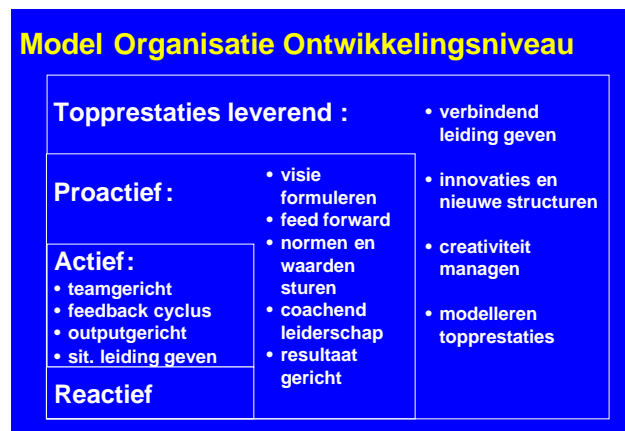 Model Organisatie Ontwikkelingsniveau
Topprestaties leverend :
• verbindend
leiding geven
• innovaties en
nieuwe structuren
• creativiteit
managen
• modelleren
topprestaties
Proactief :
• visie
formuleren
• feed forward
• normen en
waarden
sturen
• coachend
leiderschap
• resultaat
gericht
Actief:
• teamgericht
• feedback cyclus
• outputgericht
• sit. leiding geven
Reactief